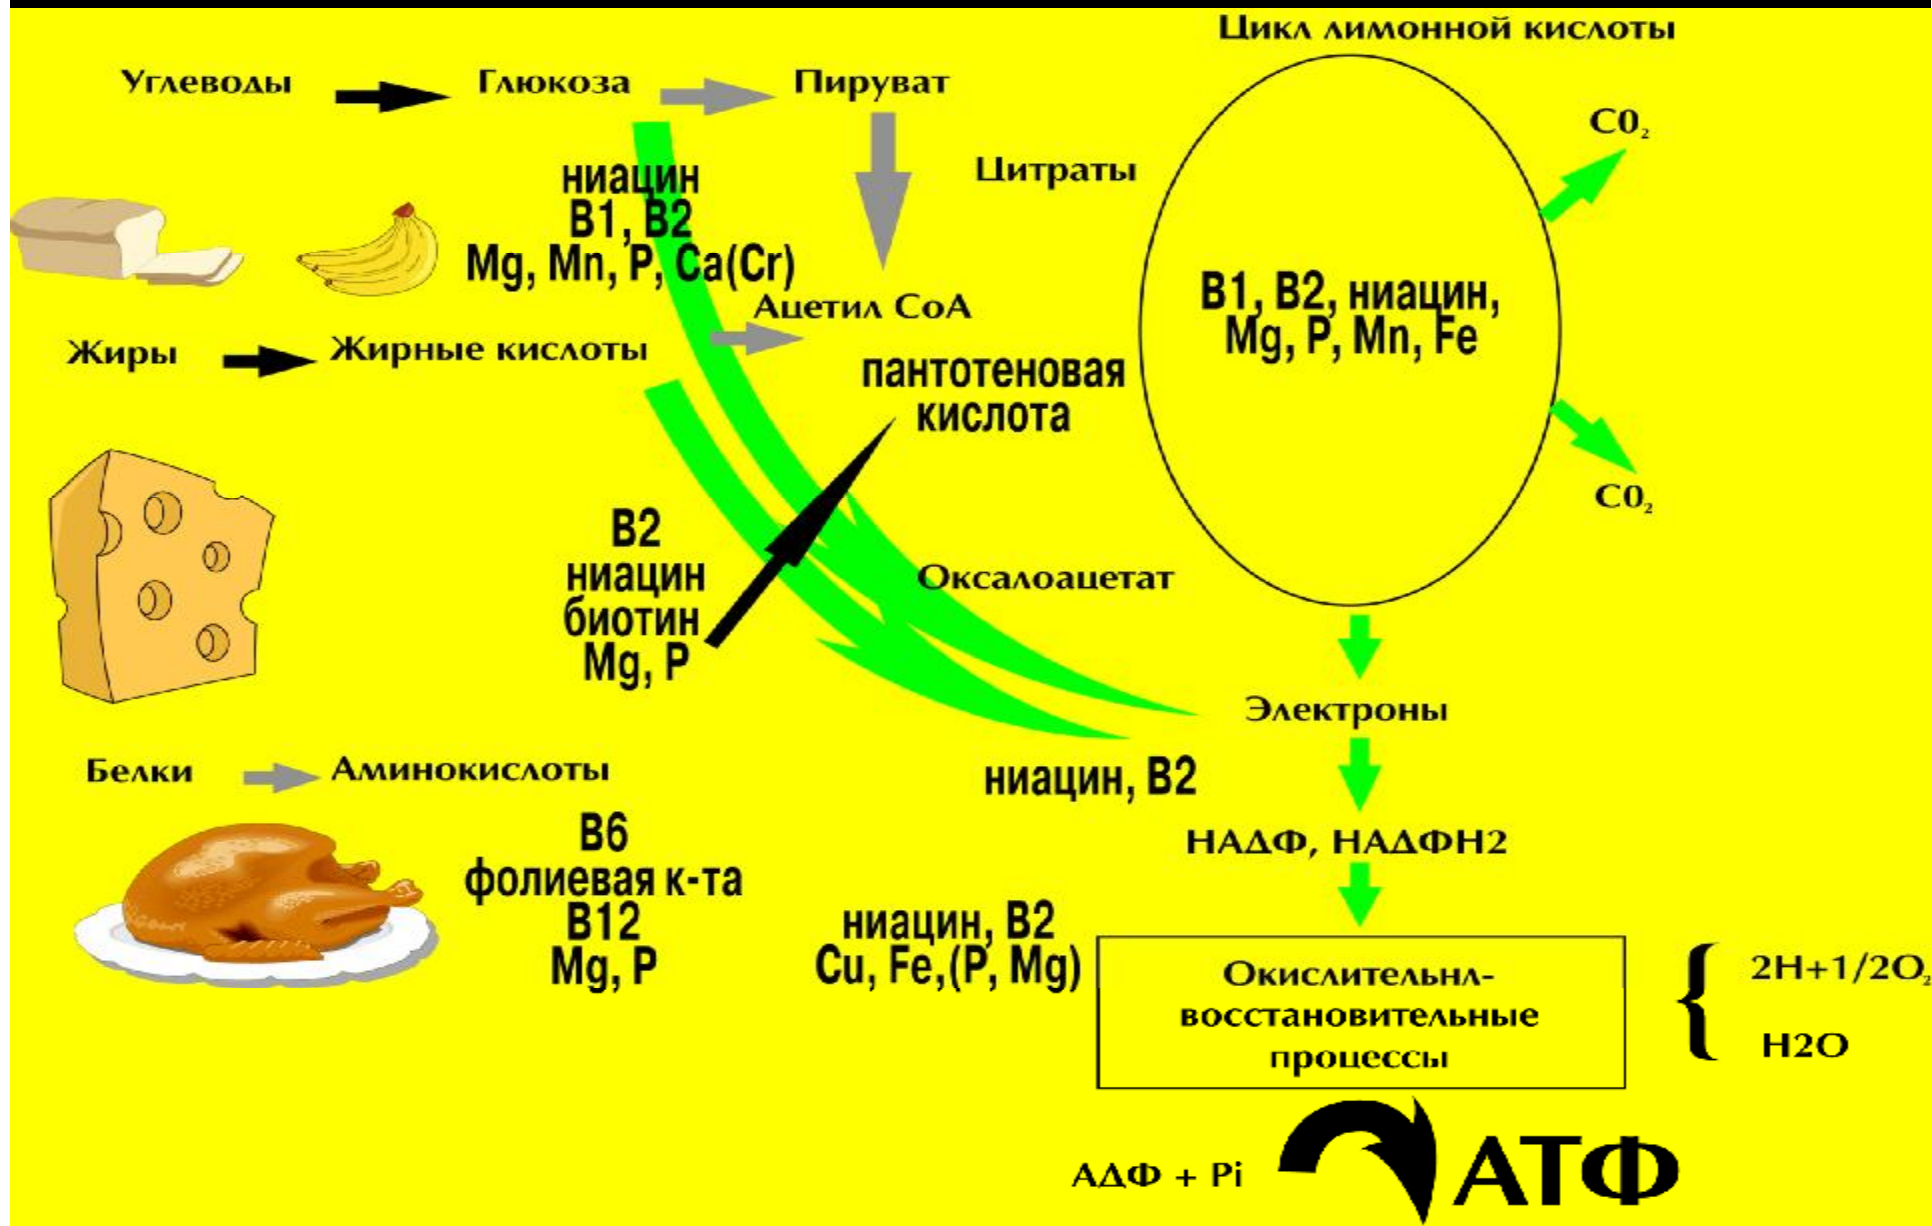 Цикл лимонной кислоты
Углеводы
Глюкоза
Пируват
C0₂
Цитраты
ниацин
B1, B2
Mg, Mn, P, Ca(Cr)
Ацетил CoA
B1, B2, ниацин,
Mg, P, Mn, Fe
Жиры
Жирные кислоты
пантотеновая
кислота
C0₂
B2
ниацин
биотин
Mg, P
Оксалоацетат
Электроны
Белки
Аминокислоты
ниацин, B2
B6
фолиевая к-та
B12
Mg, P
НАДФ, НАДФН2
ниацин, B2
Cu, Fe,(P, Mg)
Окислительнл-
восстановительные
процессы
2H+1/2O₂
H2O
АДФ + Pi
АТФ